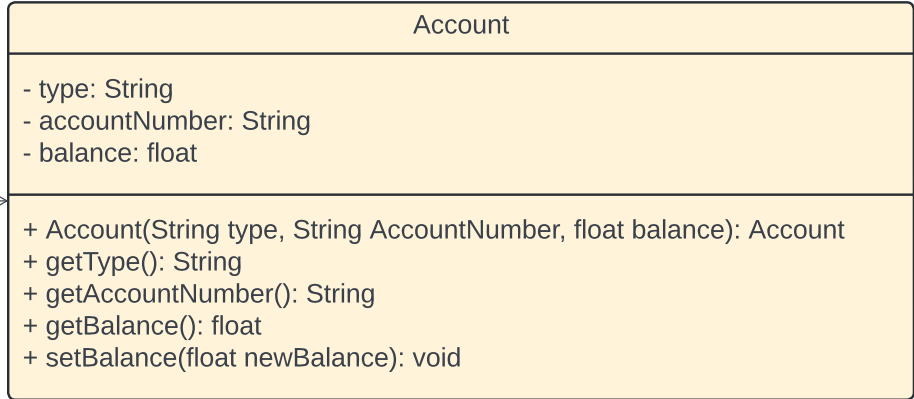 Account
- type: String
- accountNumber: String
- balance: float
+ Account(String type, String AccountNumber, float balance): Account
+ getType(): String
+ getAccountNumber(): String
+ getBalance(): float
+ setBalance(float newBalance): void